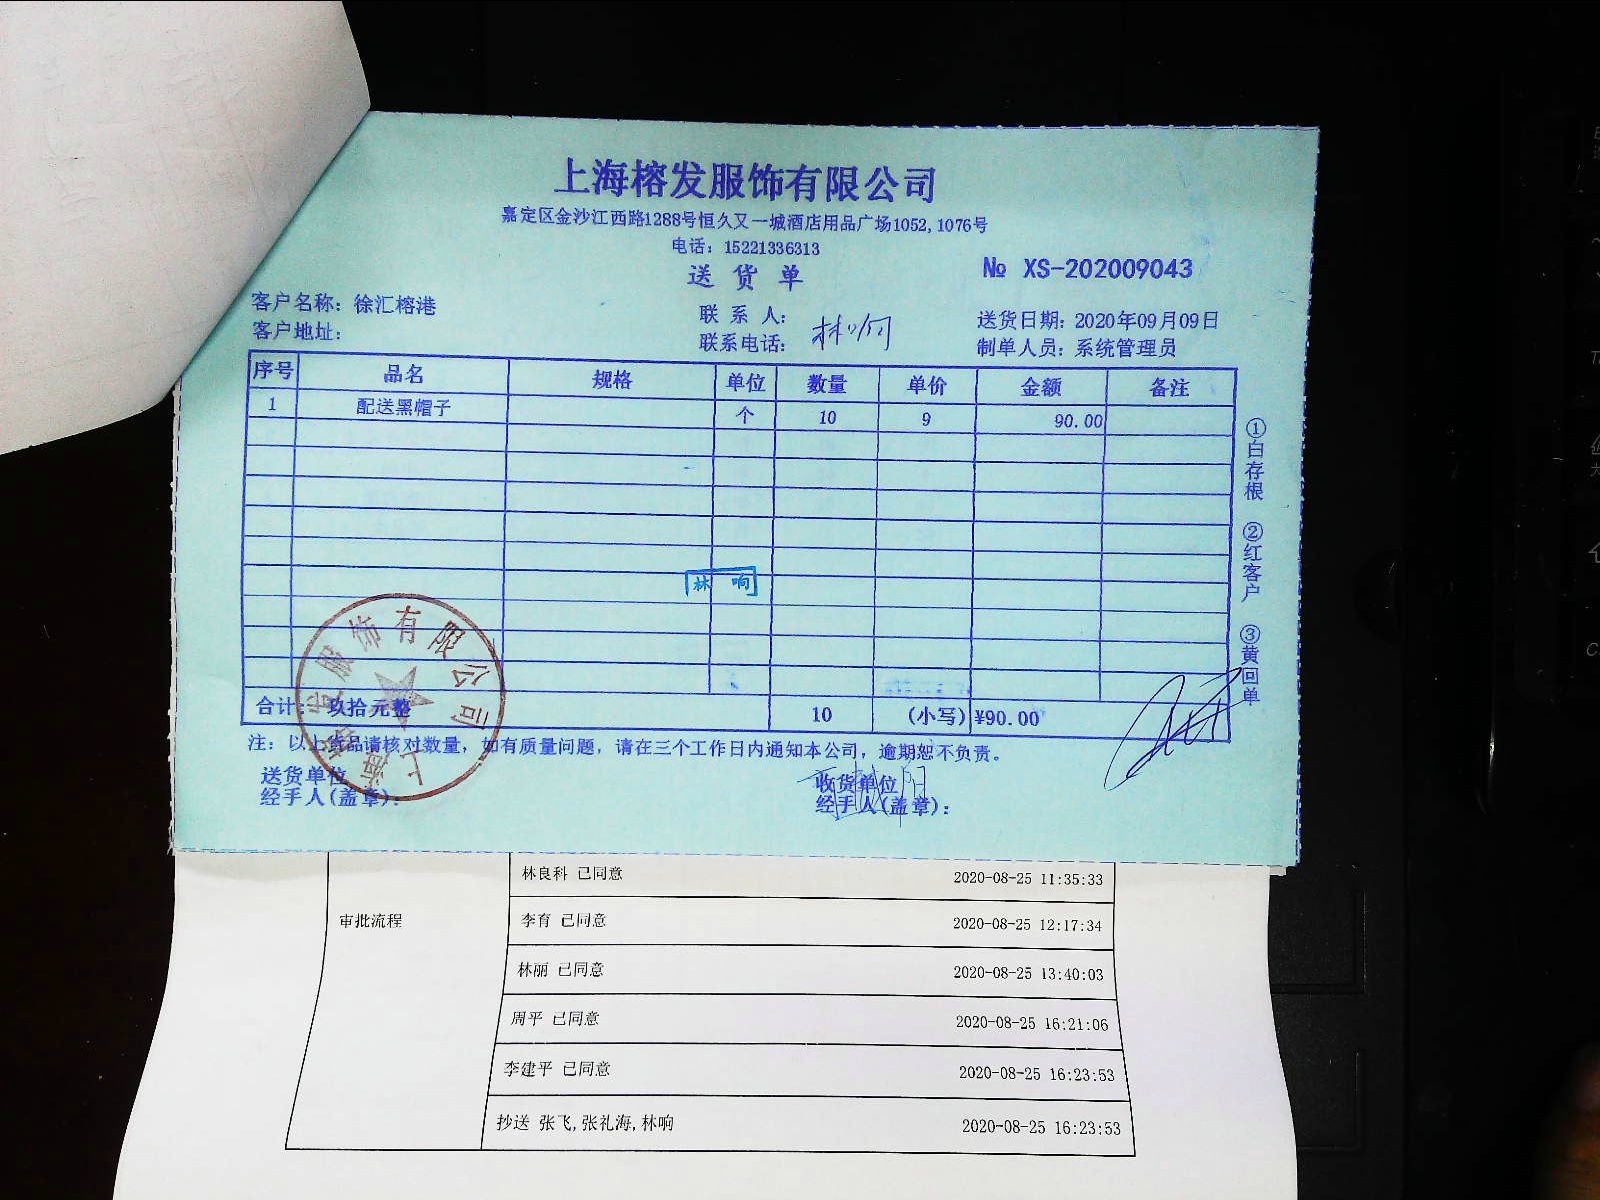 上海榕发服饰有限公司
嘉定区金沙江西路1288号恒久又一城酒店用品广场1052,1076号
电话：15221336313
送货单
№ XS-202009043
客户名称：徐汇榕港
联系人：
送货日期：2020年09月09日
客户地址：
联系电话：
林响
制单人员：系统管理员
序号 品名 规格 单位 数量 单价 金额 备注
1 配送黑帽子 个 10 9 90.00
林 响
合计： 玖拾元整 10 (小写) ¥90.00
①白存根 ②红客户 ③黄回单
注：以上货品请核对数量，如有质量问题，请在三个工作日内通知本公司，逾期恕不负责。
送货单位
收货单位
经手人(盖章)：
经手人(盖章)：
上海榕发服饰有限公司
审批流程
林良科 已同意 2020-08-25 11:35:33
李育 已同意 2020-08-25 12:17:34
林丽 已同意 2020-08-25 13:40:03
周平 已同意 2020-08-25 16:21:06
李建平 已同意 2020-08-25 16:23:53
抄送 张飞,张礼海,林响 2020-08-25 16:23:53